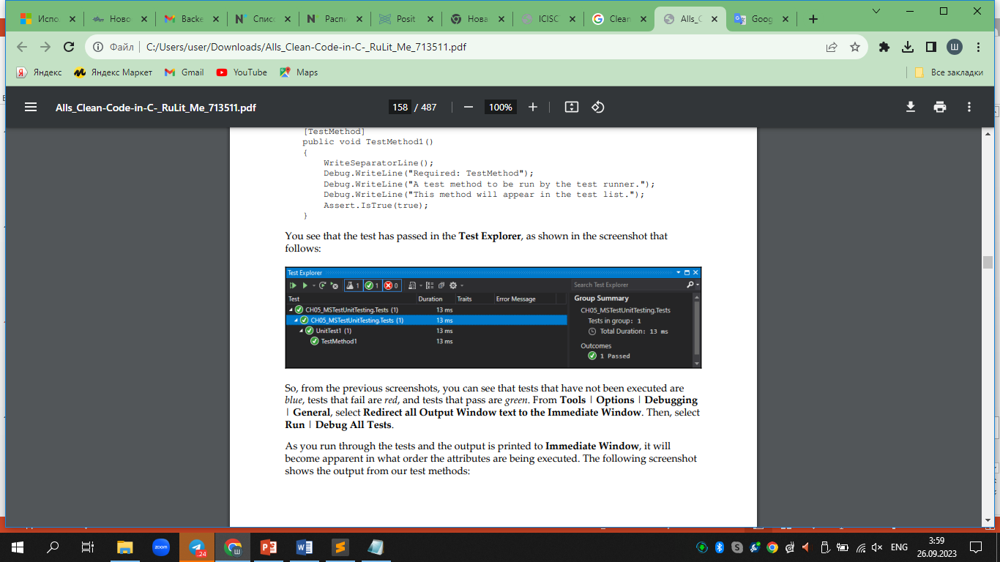 Испо.
Ново
Backe
Спис
Распи
Posit
Нова
ICISC
Clean
Alls_C
Goog
Файл | C:/Users/user/Downloads/Alls_Clean-Code-in-C-_RuLit_Me_713511.pdf
Ш
Яндекс
Яндекс Маркет
Gmail
YouTube
Maps
Все закладки
Alls_Clean-Code-in-C-_RuLit_Me_713511.pdf
158 / 487
100%
[TestMethod]
public void TestMethod1()
{
WriteSeparatorLine();
Debug.WriteLine("Required: TestMethod");
Debug.WriteLine("A test method to be run by the test runner.");
Debug.WriteLine("This method will appear in the test list.");
Assert.IsTrue(true);
}
You see that the test has passed in the Test Explorer, as shown in the screenshot that
follows:
Test Explorer
1 1 0
Search Test Explorer
Test Duration Traits Error Message
CH05_MSTestUnitTesting.Tests (1) 13 ms
CH05_MSTestUnitTesting.Tests (1) 13 ms
UnitTest1 (1) 13 ms
TestMethod1 13 ms
Group Summary
CH05_MSTestUnitTesting.Tests
Tests in group: 1
Total Duration: 13 ms
Outcomes
1 Passed
So, from the previous screenshots, you can see that tests that have not been executed are
blue, tests that fail are red, and tests that pass are green. From Tools | Options | Debugging
| General, select Redirect all Output Window text to the Immediate Window. Then, select
Run | Debug All Tests.
As you run through the tests and the output is printed to Immediate Window, it will
become apparent in what order the attributes are being executed. The following screenshot
shows the output from our test methods:
zoom
..24
ENG
3:59
26.09.2023